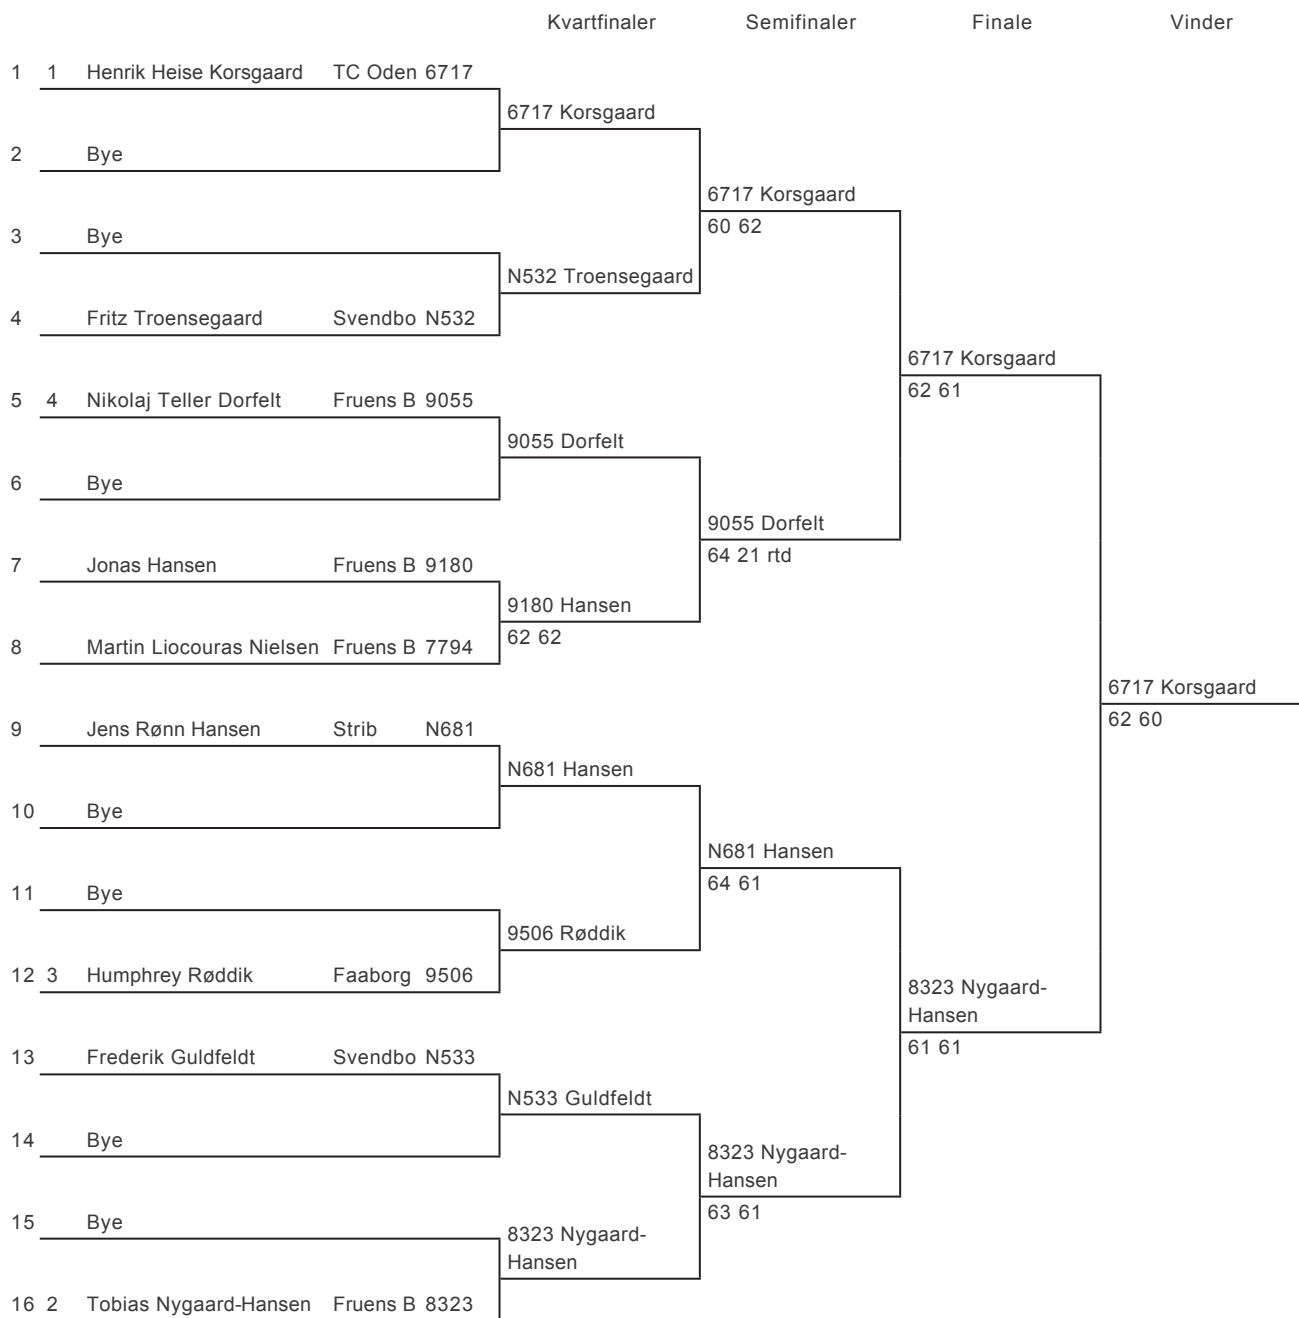 Kvartfinaler Semifinaler Finale Vinder
1 1 Henrik Heise Korsgaard TC Oden 6717
6717 Korsgaard
2 Bye
6717 Korsgaard
60 62
3 Bye
N532 Troensegaard
4 Fritz Troensegaard Svendbo N532
6717 Korsgaard
62 61
5 4 Nikolaj Teller Dorfelt Fruens B 9055
9055 Dorfelt
6 Bye
9055 Dorfelt
64 21 rtd
7 Jonas Hansen Fruens B 9180
9180 Hansen
62 62
8 Martin Liocouras Nielsen Fruens B 7794
6717 Korsgaard
62 60
9 Jens Rønn Hansen Strib N681
N681 Hansen
10 Bye
N681 Hansen
64 61
11 Bye
9506 Røddik
12 3 Humphrey Røddik Faaborg 9506
8323 Nygaard-
Hansen
61 61
13 Frederik Guldfeldt Svendbo N533
N533 Guldfeldt
14 Bye
8323 Nygaard-
Hansen
63 61
15 Bye
8323 Nygaard-
Hansen
16 2 Tobias Nygaard-Hansen Fruens B 8323